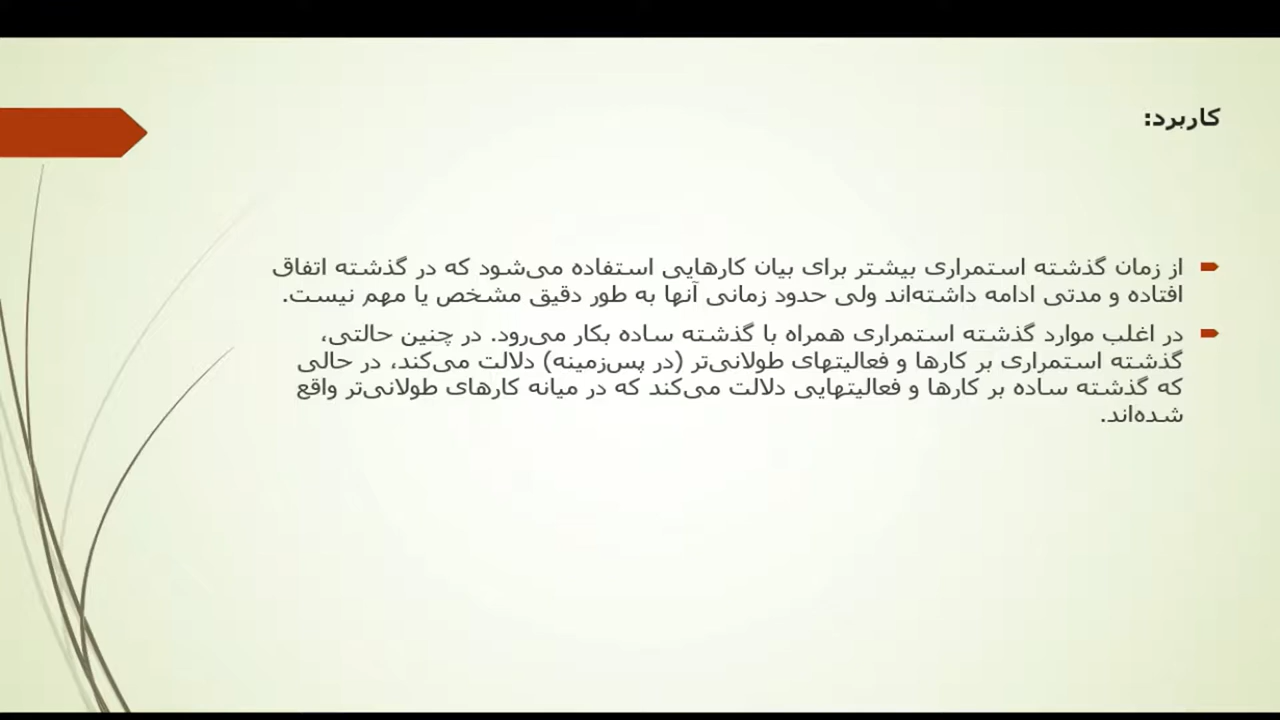 کاربرد:
از زمان گذشته استمراری بیشتر برای بیان کارهایی استفاده می‌شود که در گذشته اتفاق
افتاده و مدتی ادامه داشته‌اند ولی حدود زمانی آنها به طور دقیق مشخص یا مهم نیست.
در اغلب موارد گذشته استمراری همراه با گذشته ساده بکار می‌رود. در چنین حالتی،
گذشته استمراری بر کارها و فعالیتهای طولانی‌تر (در پس‌زمینه) دلالت می‌کند، در حالی
که گذشته ساده بر کارها و فعالیتهایی دلالت می‌کند که در میانه کارهای طولانی‌تر واقع
شده‌اند.